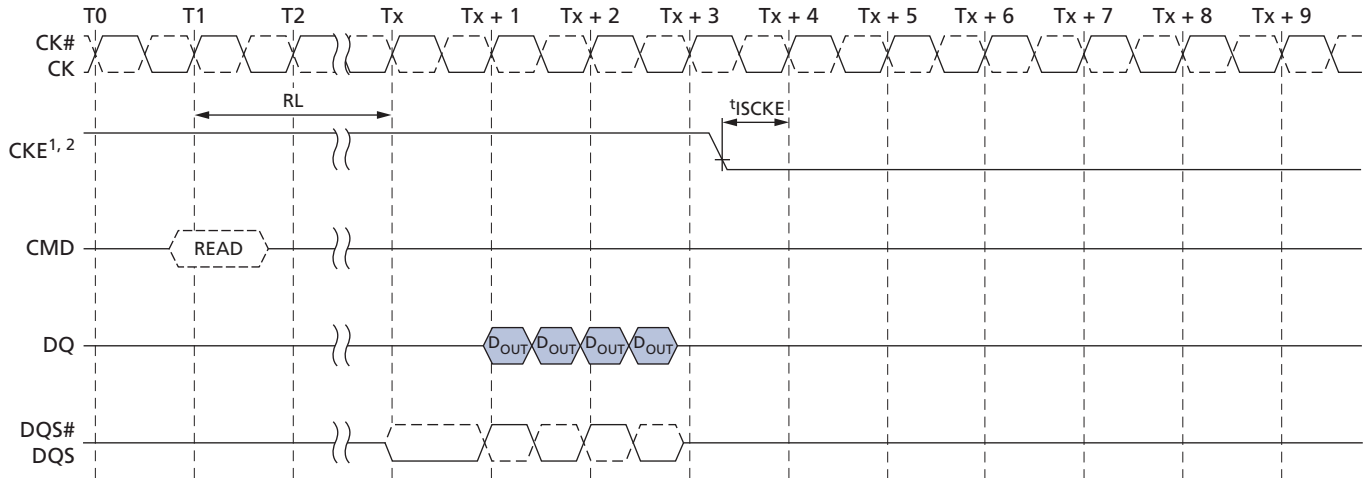 T0 T1 T2 Tx Tx + 1 Tx + 2 Tx + 3 Tx + 4 Tx + 5 Tx + 6 Tx + 7 Tx + 8 Tx + 9
CK#
CK
RL
tISCKE
CKE1, 2
CMD READ
DQ DOUT DOUT DOUT DOUT
DQS#
DQS